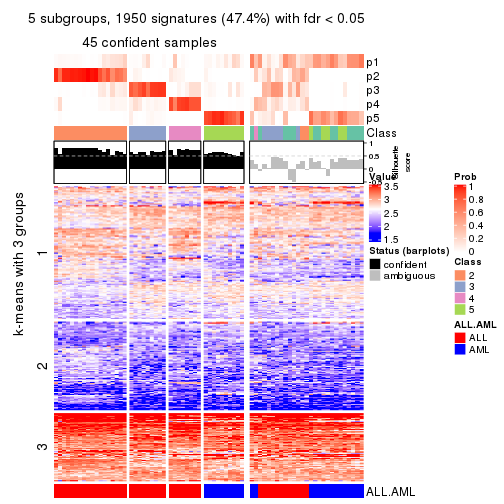 5 subgroups, 1950 signatures (47.4%) with fdr < 0.05
45 confident samples
p1
p2
p3
p4
p5
Class
1
0.5
0
Silhouette
score
k-means with 3 groups
1
2
3
Value
3.5
3
2.5
2
1.5
Status (barplots)
confident
ambiguous
Prob
1
0.8
0.6
0.4
0.2
0
Class
2
3
4
5
ALL.AML
ALL
AML
ALL.AML